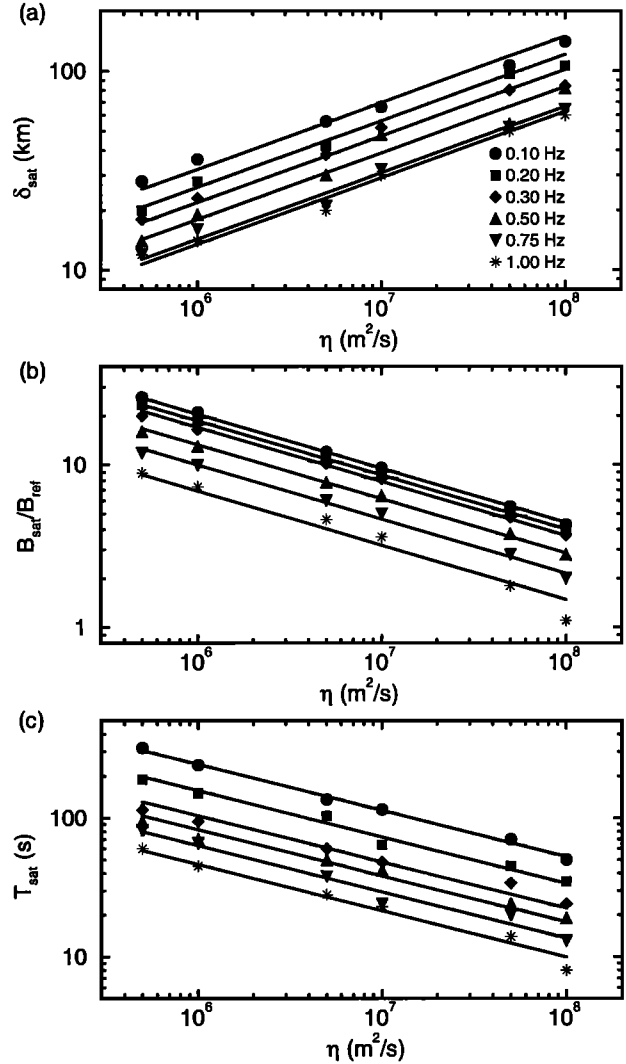 (a)
100
10
δsat (km)
10⁶
10⁷
10⁸
η (m²/s)
0.10 Hz
0.20 Hz
0.30 Hz
0.50 Hz
0.75 Hz
1.00 Hz
(b)
10
1
Bsat/Bref
10⁶
10⁷
10⁸
η (m²/s)
(c)
100
10
Tsat (s)
10⁶
10⁷
10⁸
η (m²/s)